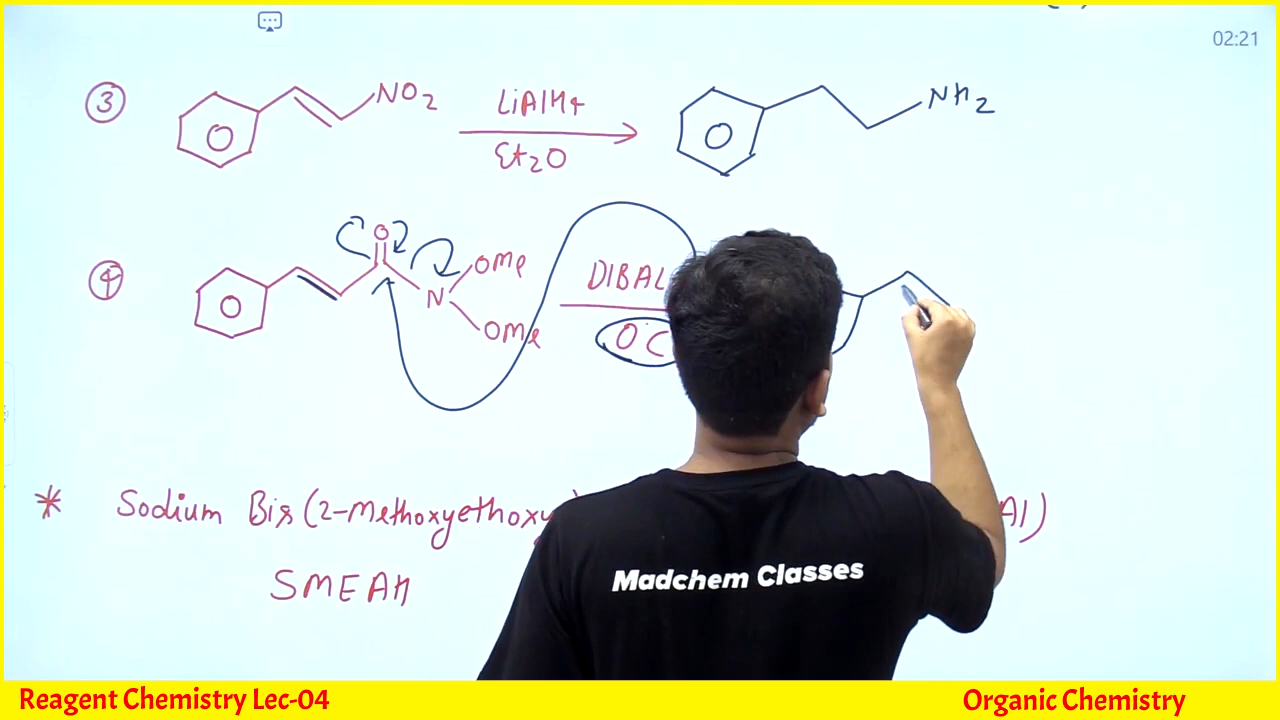 02:21
③ NO2 LiAlH4 Et2O NH2
④ O N OMe OMe DIBAL 0°C
* Sodium Bis (2-Methoxyethoxy Al)
SMEAH
Madchem Classes
Reagent Chemistry Lec-04
Organic Chemistry